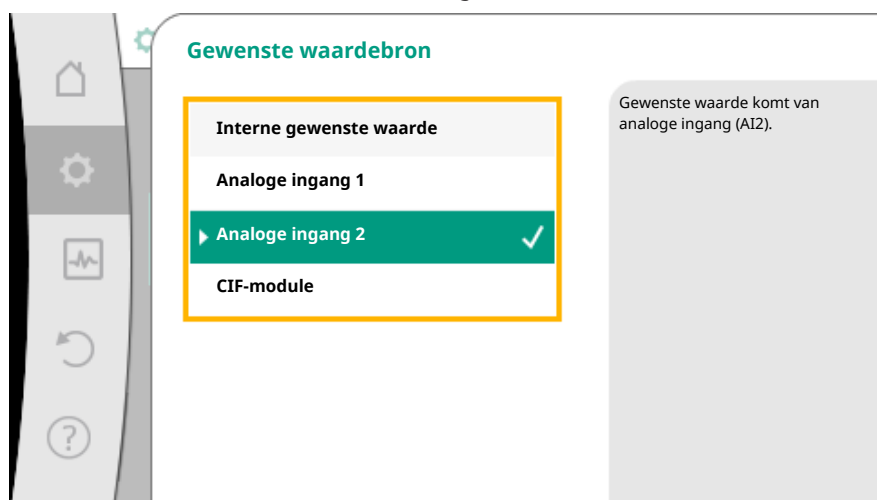 Gewenste waardebron
Interne gewenste waarde
Analoge ingang 1
Analoge ingang 2
CIF-module
Gewenste waarde komt van
analoge ingang (AI2).
?